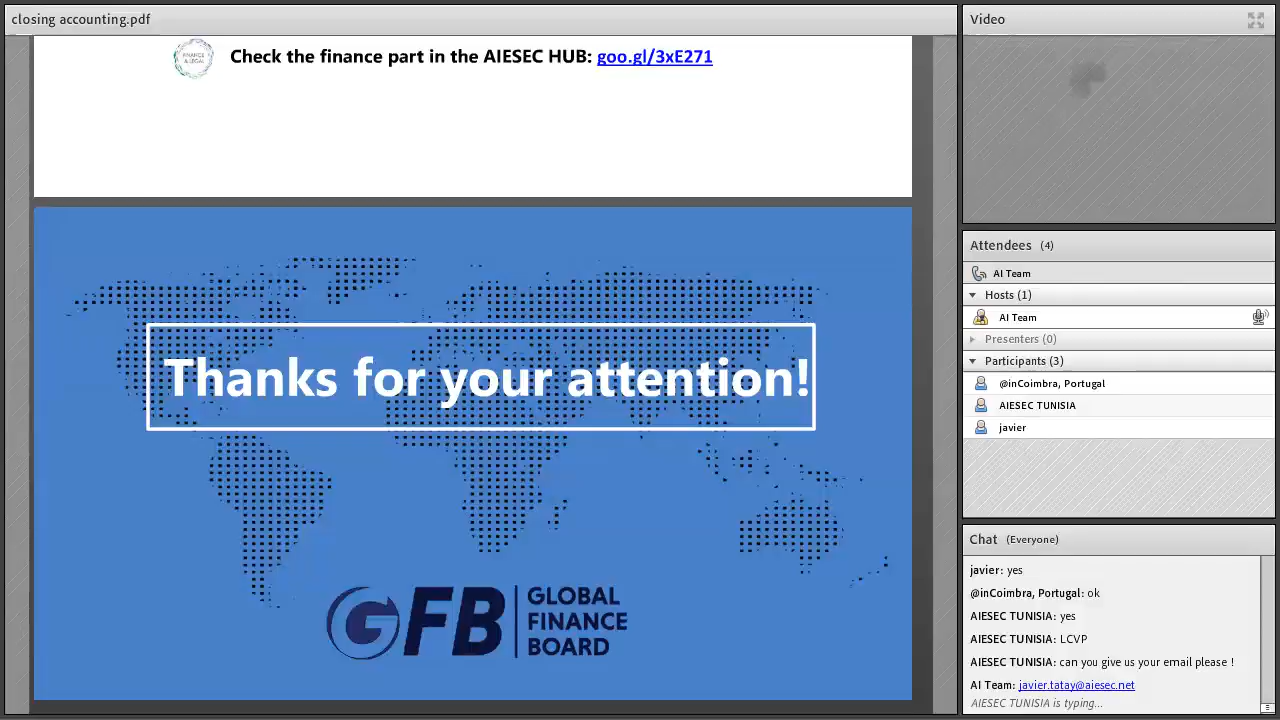 closing accounting.pdf
FINANCE
& LEGAL
Check the finance part in the AIESEC HUB: goo.gl/3xE271
Thanks for your attention!
GFB
GLOBAL
FINANCE
BOARD
Video
Attendees (4)
AI Team
Hosts (1)
AI Team
Presenters (0)
Participants (3)
@inCoimbra, Portugal
AIESEC TUNISIA
javier
Chat (Everyone)
javier: yes
@inCoimbra, Portugal: ok
AIESEC TUNISIA: yes
AIESEC TUNISIA: LCVP
AIESEC TUNISIA: can you give us your email please !
AI Team: javier.tatay@aiesec.net
AIESEC TUNISIA is typing...